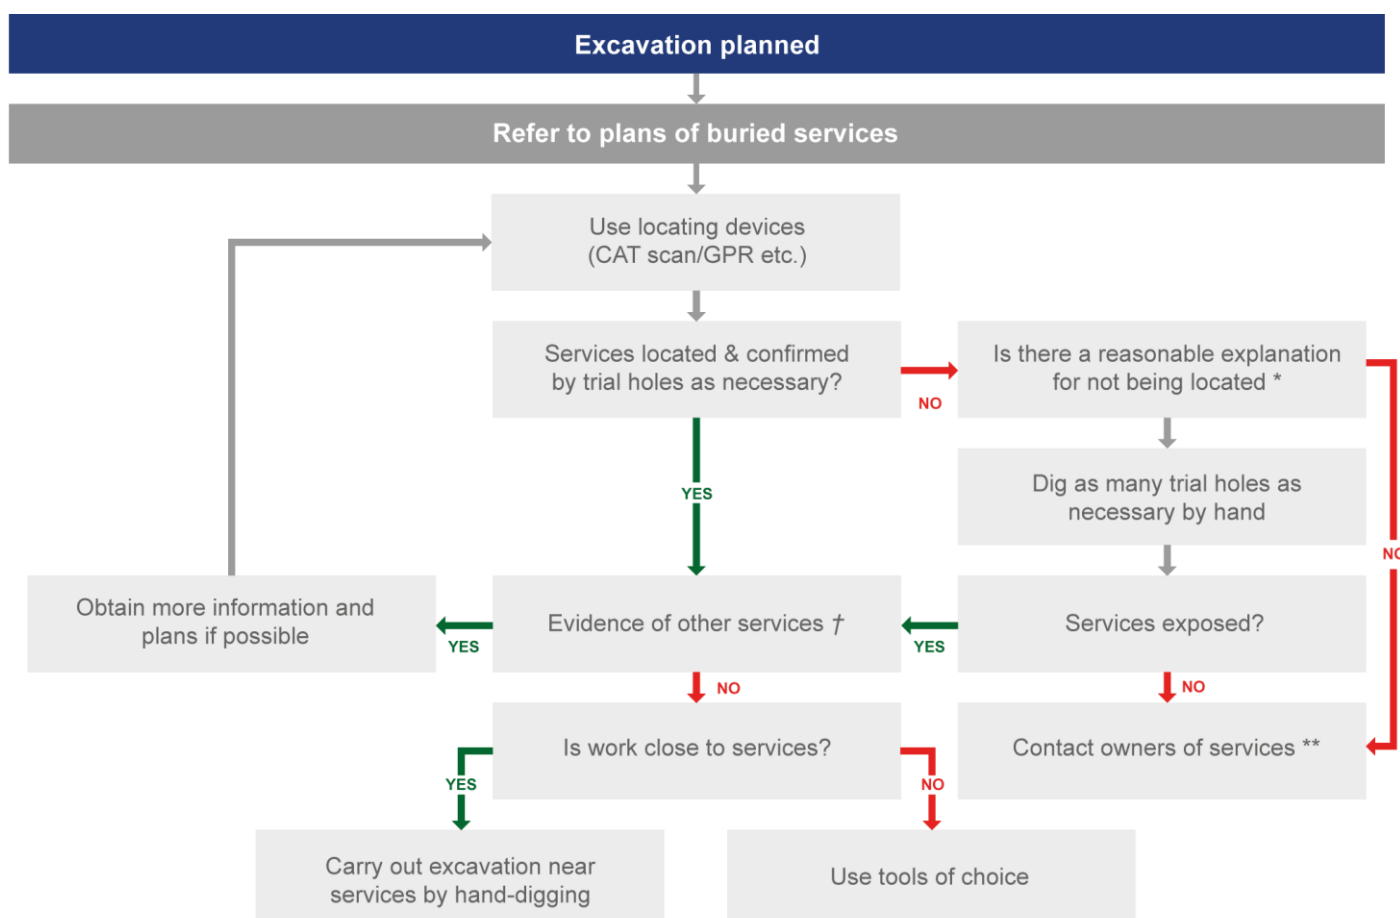 Excavation planned
Refer to plans of buried services
Use locating devices
(CAT scan/GPR etc.)
Services located & confirmed
by trial holes as necessary?
NO
Is there a reasonable explanation
for not being located *
YES
Dig as many trial holes as
necessary by hand
NO
Obtain more information and
plans if possible
YES
Evidence of other services †
YES
Services exposed?
NO
NO
Is work close to services?
Contact owners of services **
YES
NO
Carry out excavation near
services by hand-digging
Use tools of choice